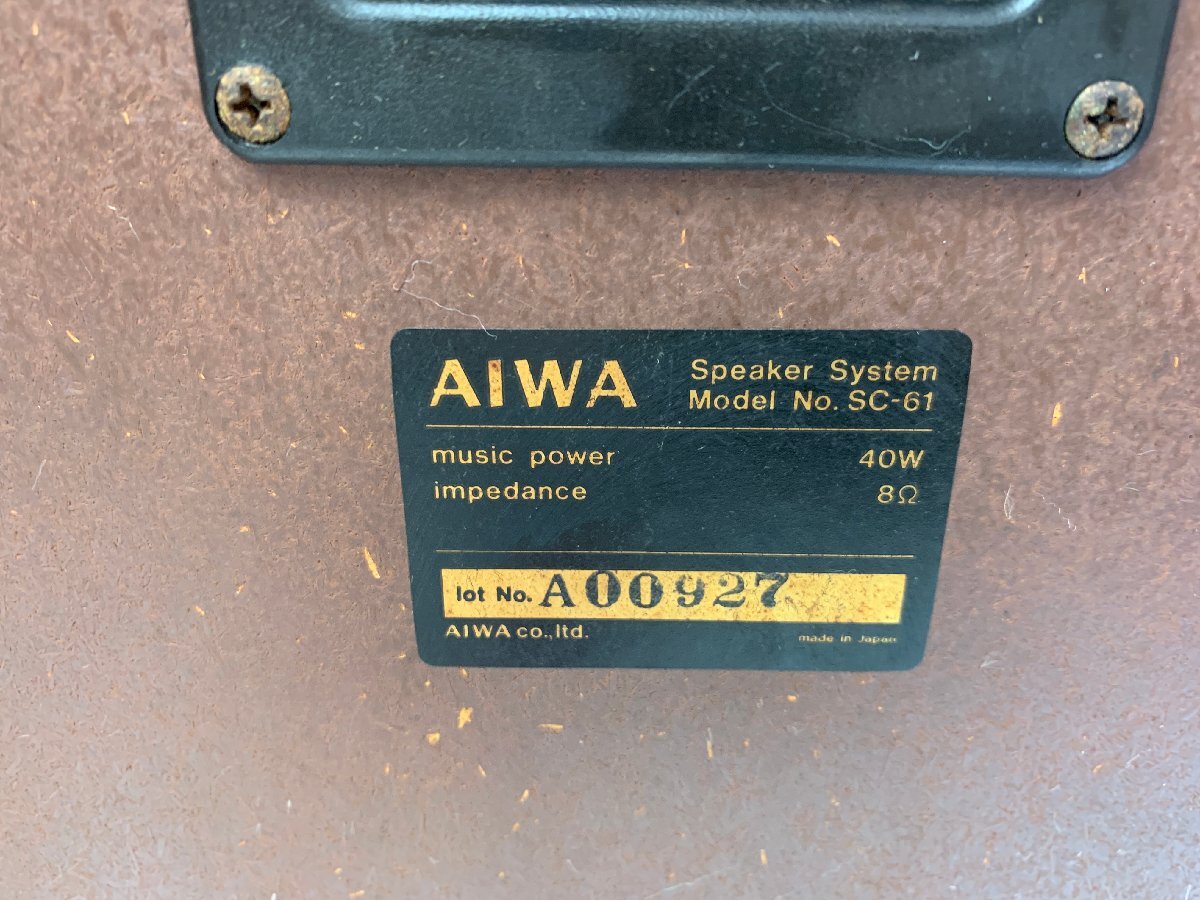 AIWA
Speaker System
Model No. SC-61
music power 40W
impedance 8Ω
lot No. A00927
AIWA co., ltd. made in Japan